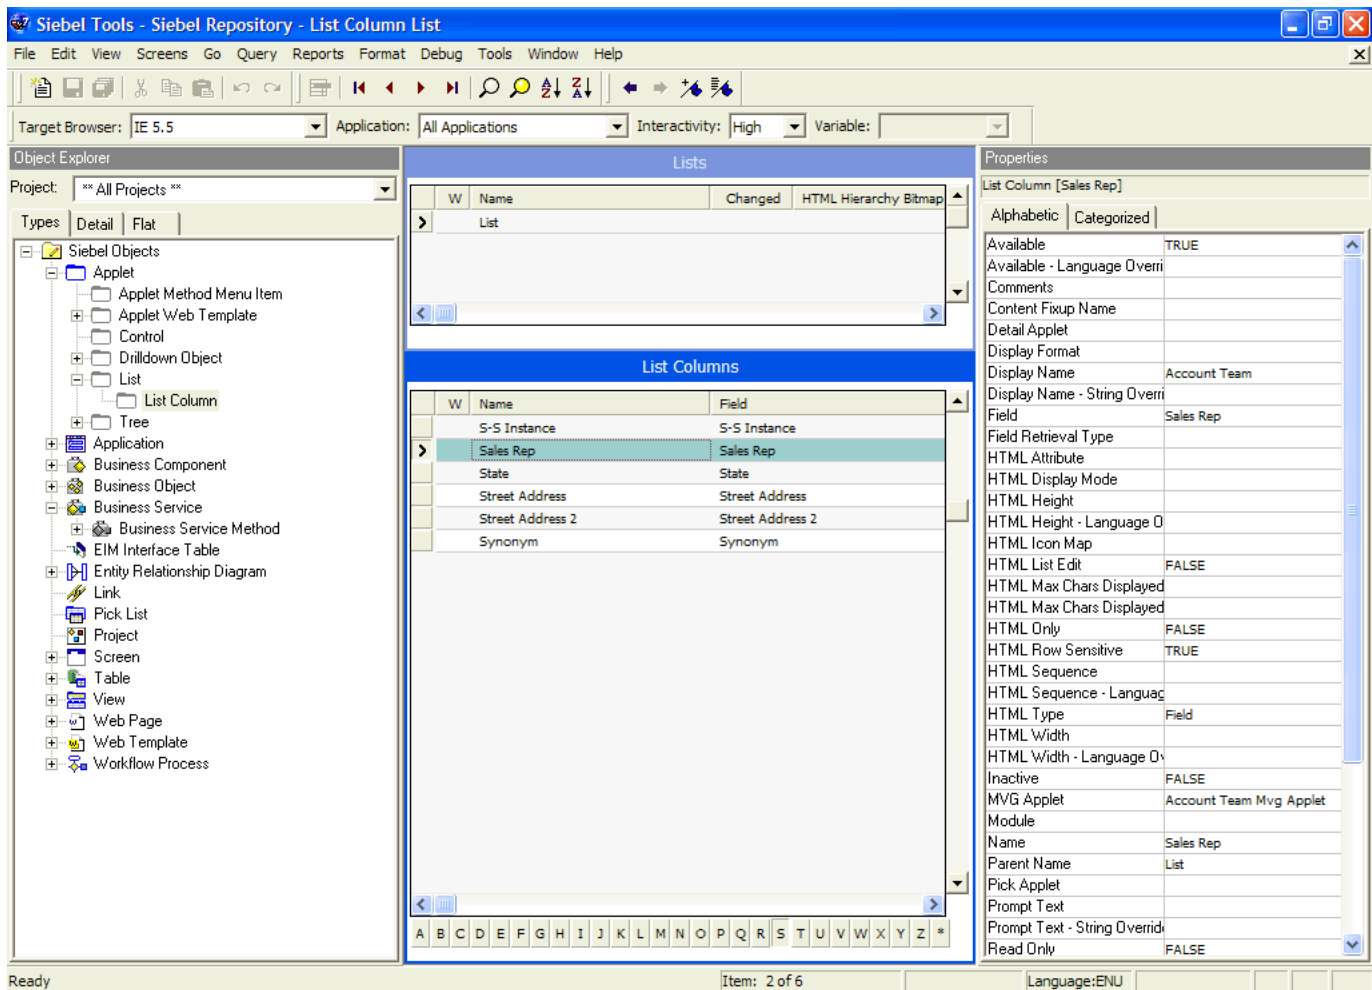 Siebel Tools - Siebel Repository - List Column List
File Edit View Screens Go Query Reports Format Debug Tools Window Help
Target Browser: IE 5.5 Application: All Applications Interactivity: High Variable:
Object Explorer
Project: ** All Projects **
Types Detail Flat
Siebel Objects
Applet
Applet Method Menu Item
Applet Web Template
Control
Drilldown Object
List
List Column
Tree
Application
Business Component
Business Object
Business Service
Business Service Method
EIM Interface Table
Entity Relationship Diagram
Link
Pick List
Project
Screen
Table
View
Web Page
Web Template
Workflow Process
Lists
W Name Changed HTML Hierarchy Bitmap
List
List Columns
W Name Field
S-S Instance S-S Instance
Sales Rep Sales Rep
State State
Street Address Street Address
Street Address 2 Street Address 2
Synonym Synonym
A B C D E F G H I J K L M N O P Q R S T U V W X Y Z *
Properties
List Column [Sales Rep]
Alphabetic Categorized
Available TRUE
Available - Language Overri
Comments
Content Fixup Name
Detail Applet
Display Format
Display Name Account Team
Display Name - String Overri
Field Sales Rep
Field Retrieval Type
HTML Attribute
HTML Display Mode
HTML Height
HTML Height - Language O
HTML Icon Map
HTML List Edit FALSE
HTML Max Chars Displayed
HTML Max Chars Displayed
HTML Only FALSE
HTML Row Sensitive TRUE
HTML Sequence
HTML Sequence - Languag
HTML Type Field
HTML Width
HTML Width - Language Ov
Inactive FALSE
MVG Applet Account Team Mvg Applet
Module
Name Sales Rep
Parent Name List
Pick Applet
Prompt Text
Prompt Text - String Overrid
Read Only FALSE
Ready Item: 2 of 6 Language:ENU